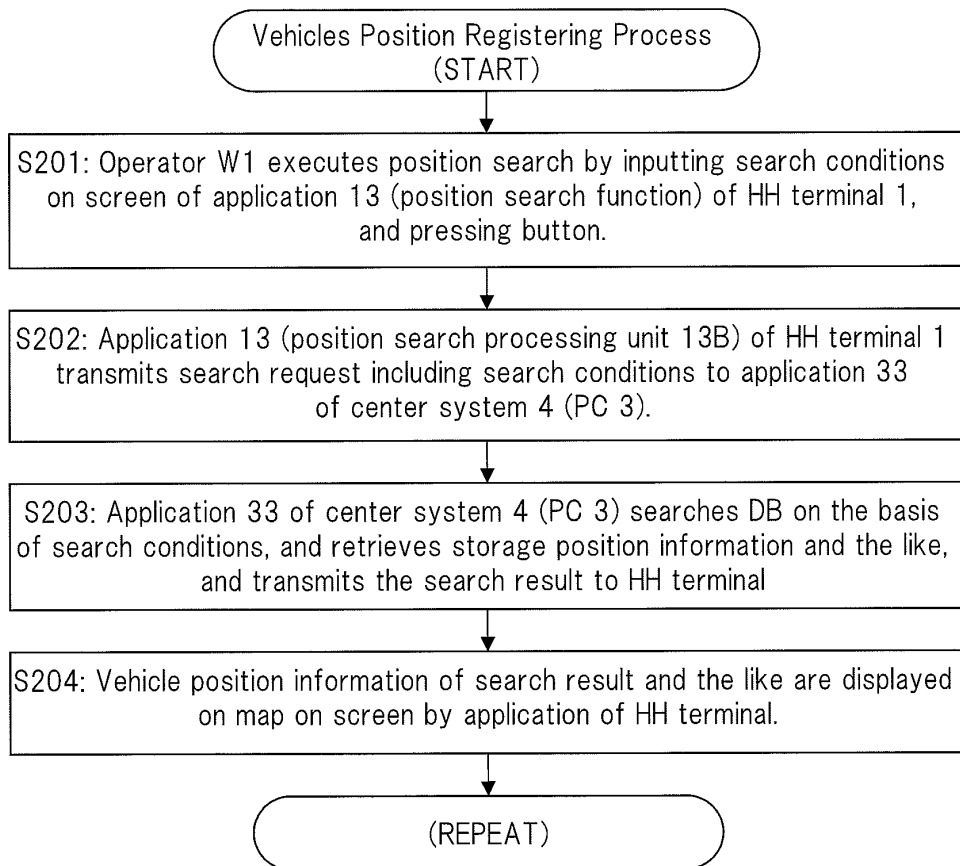 Vehicles Position Registering Process
(START)
S201: Operator W1 executes position search by inputting search conditions
on screen of application 13 (position search function) of HH terminal 1,
and pressing button.
S202: Application 13 (position search processing unit 13B) of HH terminal 1
transmits search request including search conditions to application 33
of center system 4 (PC 3).
S203: Application 33 of center system 4 (PC 3) searches DB on the basis
of search conditions, and retrieves storage position information and the like,
and transmits the search result to HH terminal
S204: Vehicle position information of search result and the like are displayed
on map on screen by application of HH terminal.
(REPEAT)